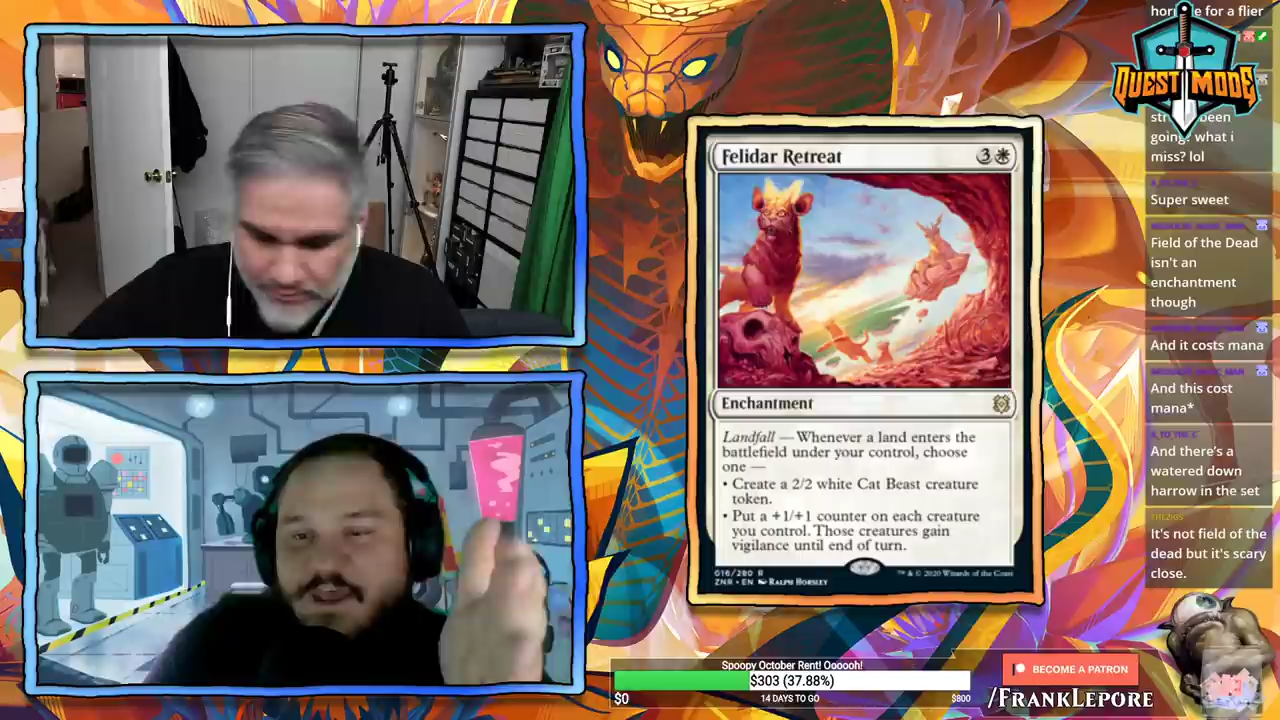 Felidar Retreat
3
Enchantment
Landfall — Whenever a land enters the
battlefield under your control, choose
one —
• Create a 2/2 white Cat Beast creature
token.
• Put a +1/+1 counter on each creature
you control. Those creatures gain
vigilance until end of turn.
016/280 R
ZNR • EN RALPH HORSLEY
™ & © 2020 Wizards of the Coast
for a flier
QUEST MODE
been
going? what i
miss? lol
Super sweet
Field of the Dead
isn't an
enchantment
though
And it costs mana
And this cost
mana*
And there's a
watered down
harrow in the set
It's not field of the
dead but it's scary
close.
Spoopy October Rent! Ooooh!
$303 (37.88%)
$0
14 DAYS TO GO
$800
BECOME A PATRON
/FRANKLEPORE